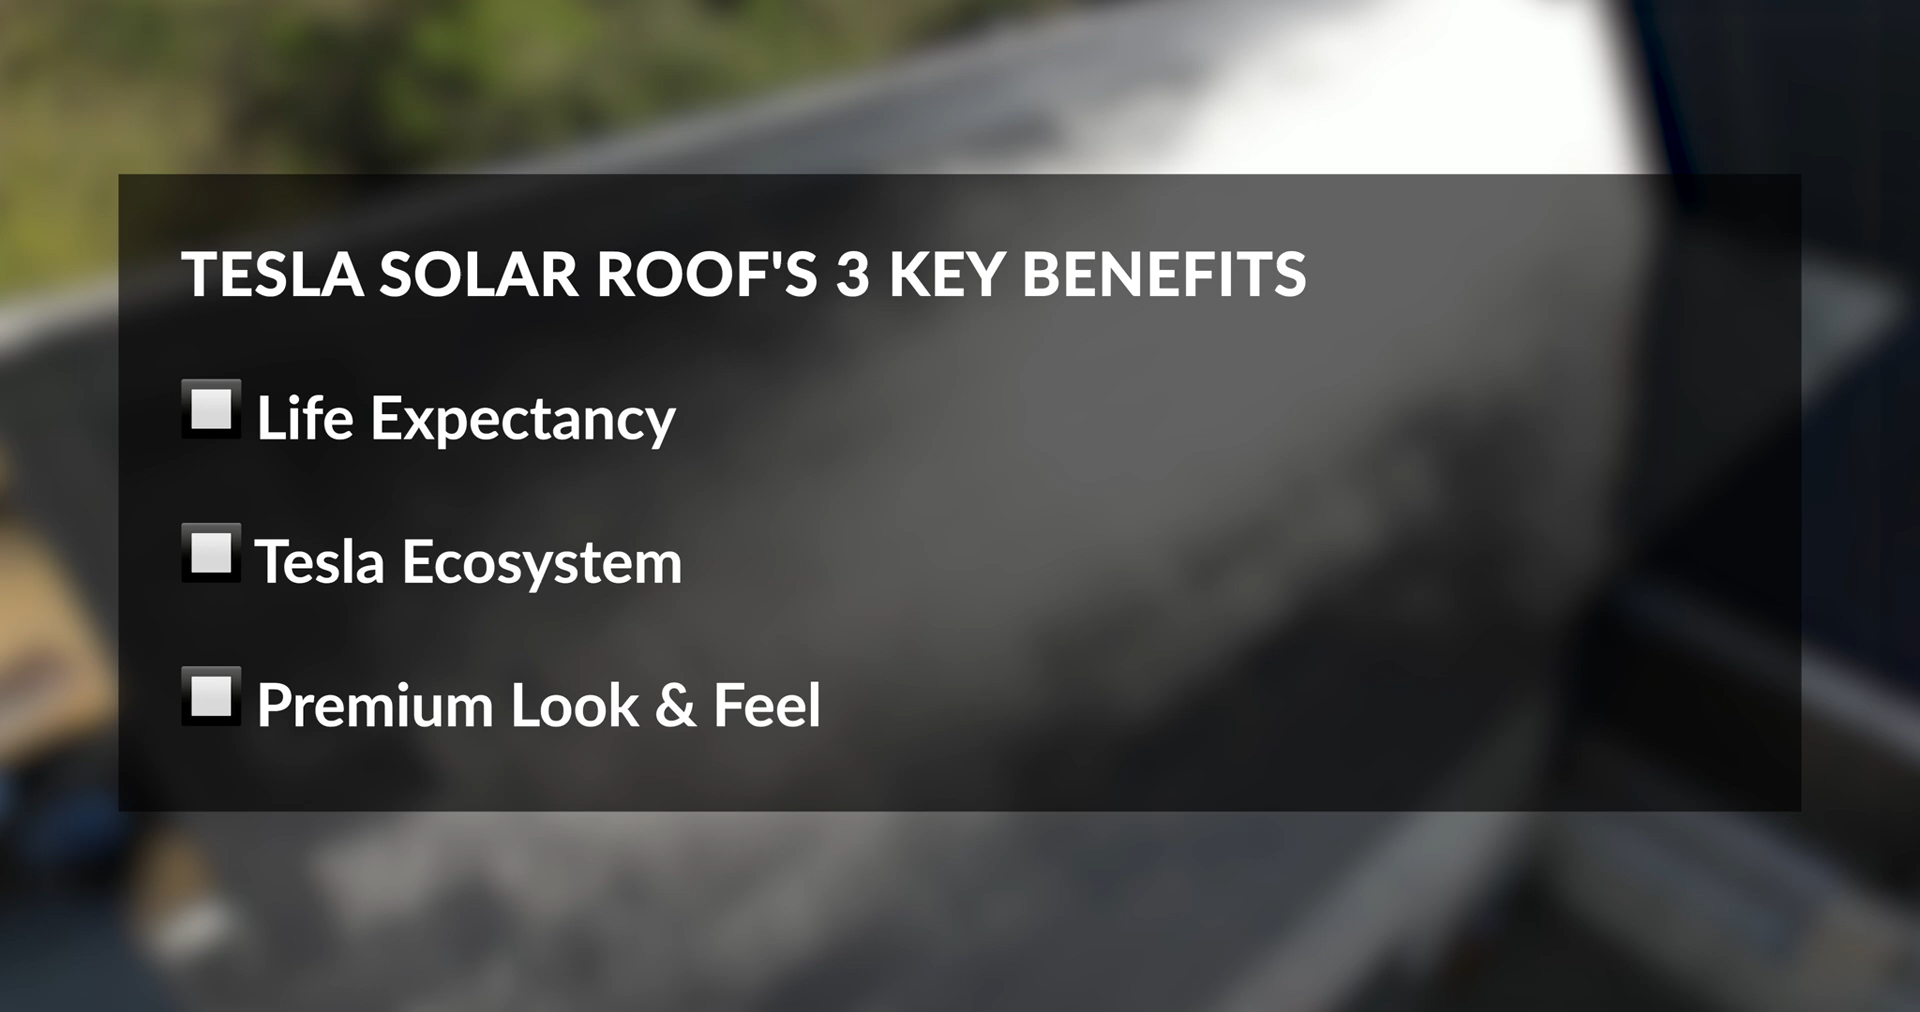 TESLA SOLAR ROOF'S 3 KEY BENEFITS
Life Expectancy
Tesla Ecosystem
Premium Look & Feel